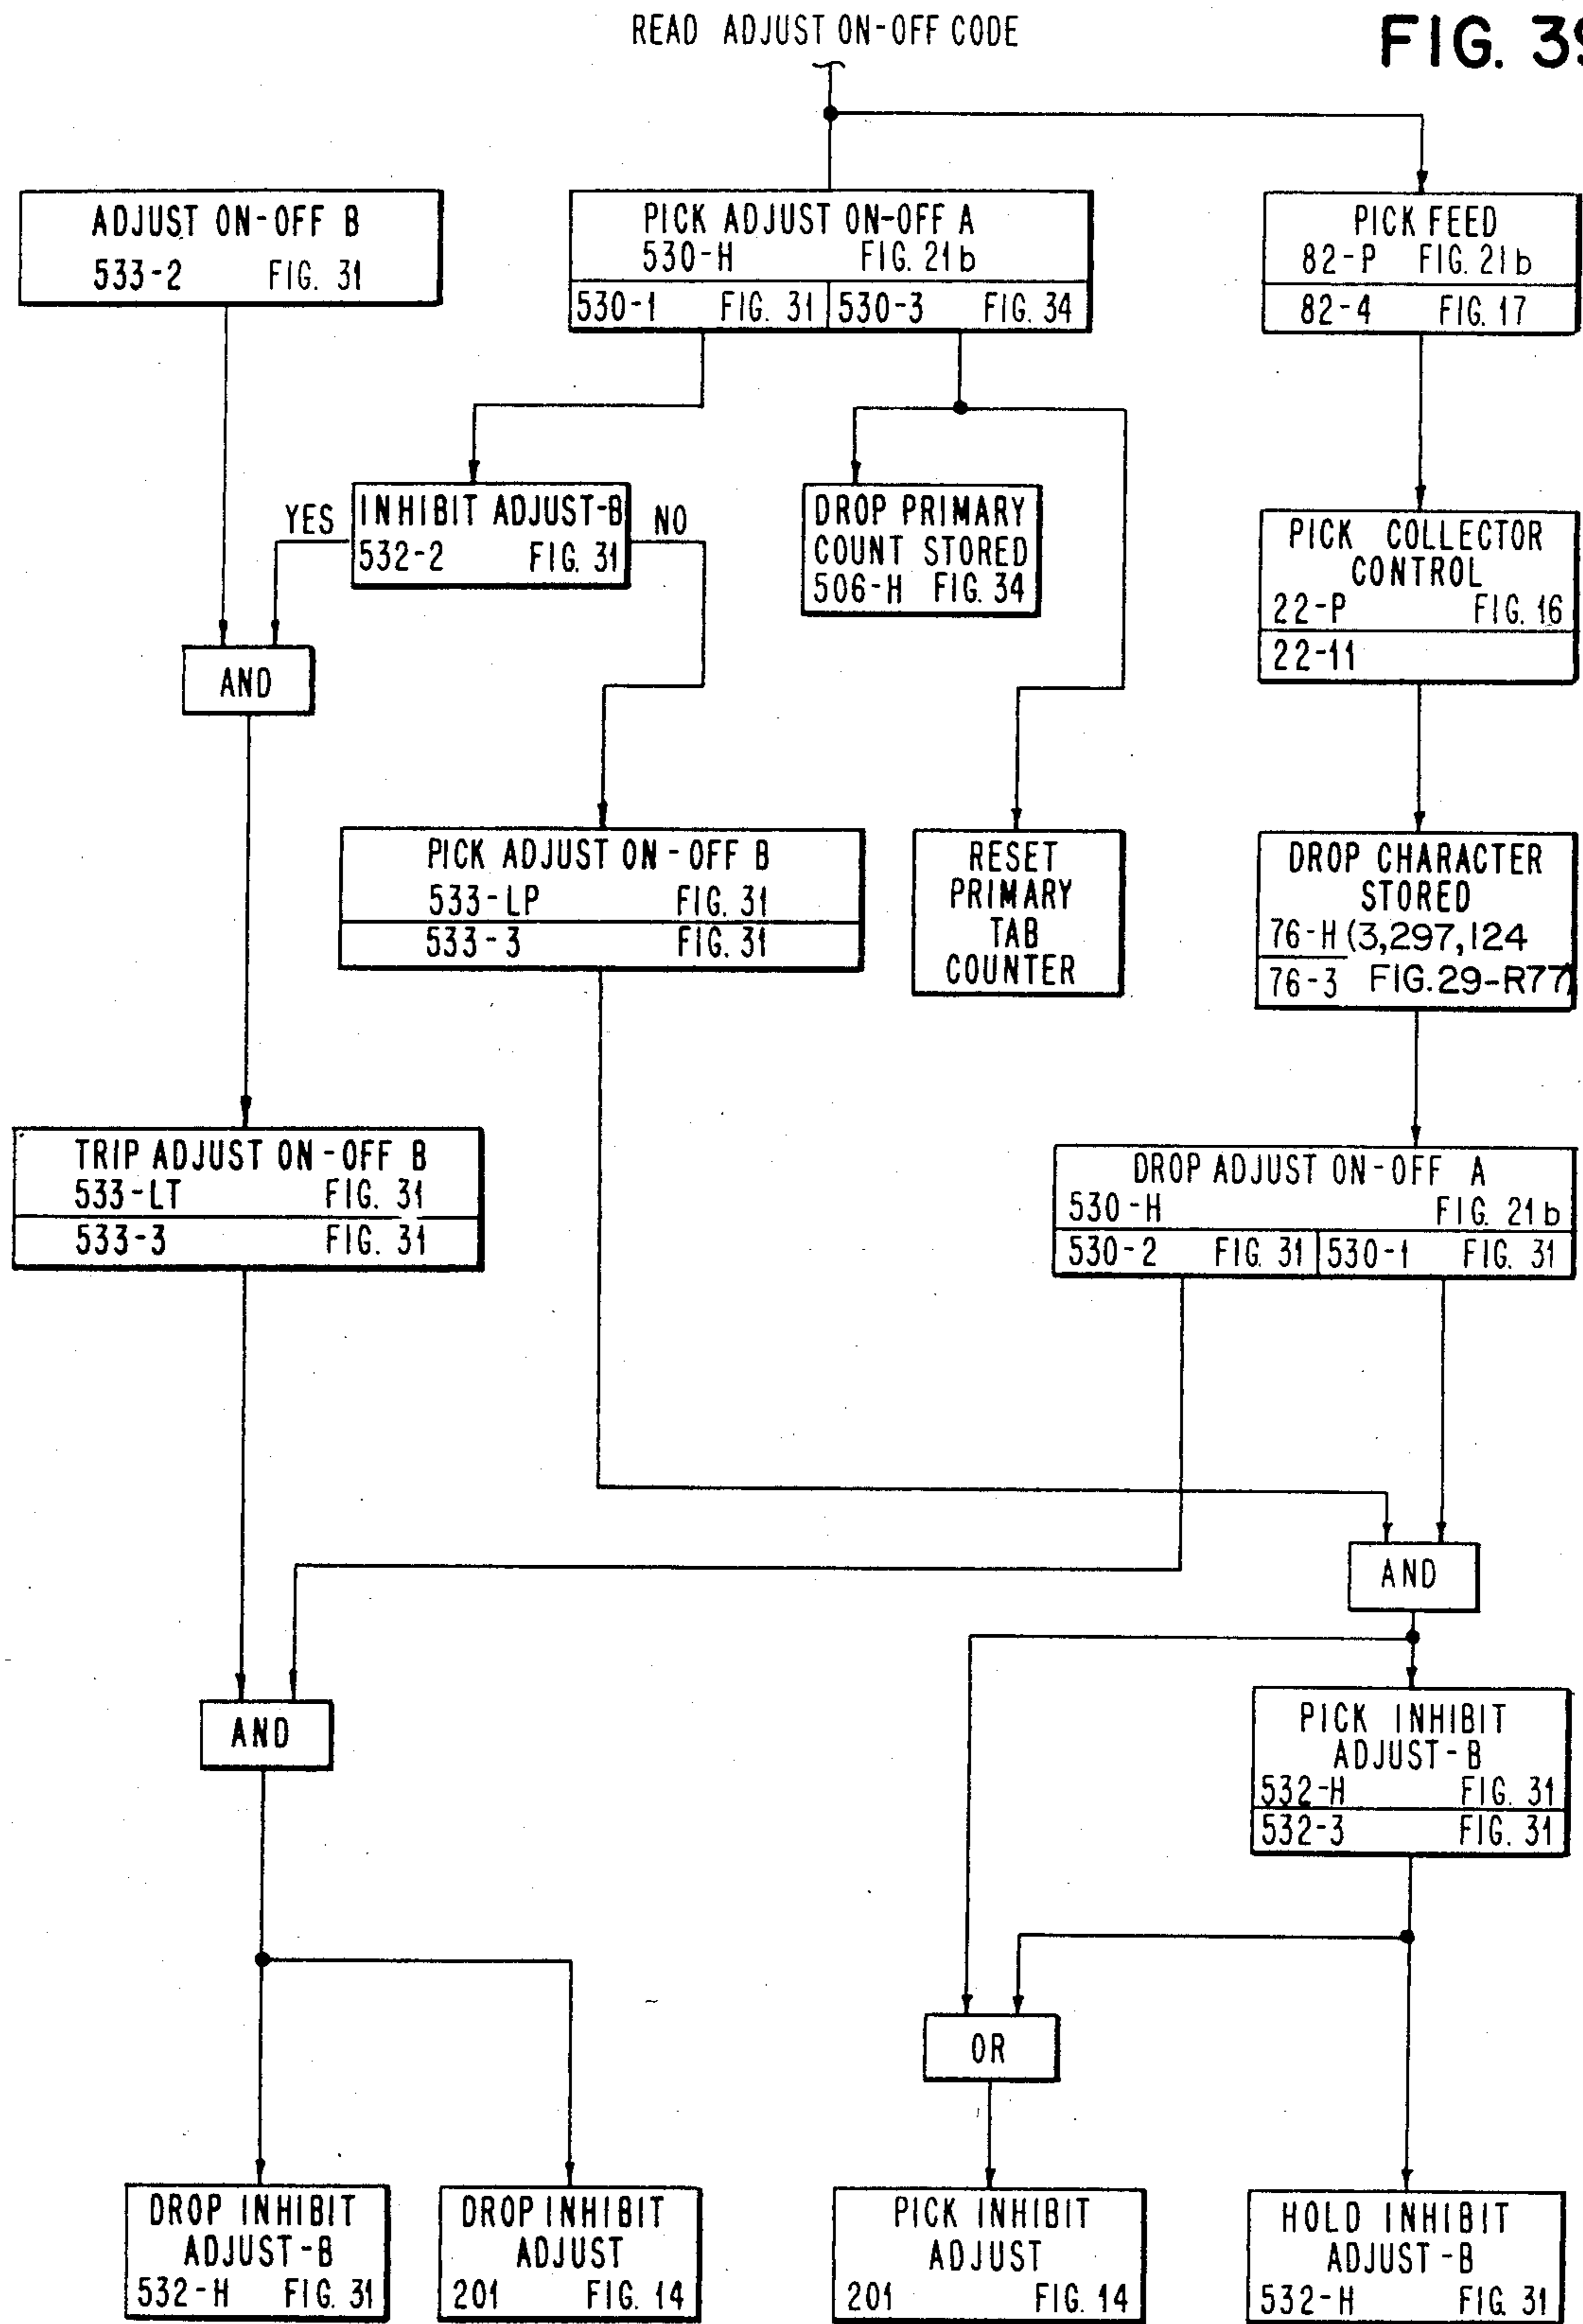 READ ADJUST ON-OFF CODE
FIG. 39
ADJUST ON-OFF B
533-2 FIG. 31
PICK ADJUST ON-OFF A
530-H FIG. 21b
530-1 FIG. 31 530-3 FIG. 34
PICK FEED
82-P FIG. 21b
82-4 FIG. 17
YES
INHIBIT ADJUST-B
532-2 FIG. 31
NO
DROP PRIMARY
COUNT STORED
506-H FIG. 34
PICK COLLECTOR
CONTROL
22-P FIG. 16
22-11
AND
PICK ADJUST ON-OFF B
533-LP FIG. 31
533-3 FIG. 31
RESET
PRIMARY
TAB
COUNTER
DROP CHARACTER
STORED
76-H (3,297,124
76-3 FIG. 29-R77)
TRIP ADJUST ON-OFF B
533-LT FIG. 31
533-3 FIG. 31
DROP ADJUST ON-OFF A
530-H FIG. 21b
530-2 FIG. 31 530-1 FIG. 31
AND
AND
PICK INHIBIT
ADJUST-B
532-H FIG. 31
532-3 FIG. 31
OR
DROP INHIBIT
ADJUST-B
532-H FIG. 31
DROP INHIBIT
ADJUST
201 FIG. 14
PICK INHIBIT
ADJUST
201 FIG. 14
HOLD INHIBIT
ADJUST-B
532-H FIG. 31